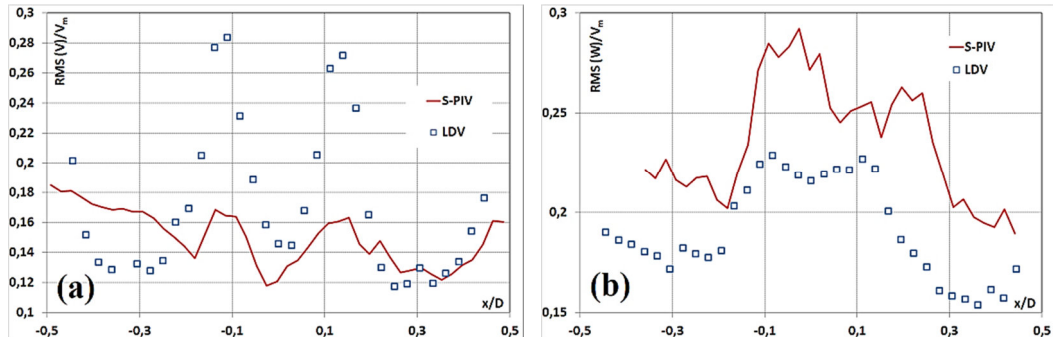 0,3
0,28
0,26
0,24
0,22
0,2
0,18
0,16
0,14
0,12
0,1
RMS (V)/Vm
S-PIV
LDV
(a)
x/D
-0,5 -0,3 -0,1 0,1 0,3 0,5
0,3
0,25
0,2
0,15
0,1
RMS (W)/Vm
S-PIV
LDV
(b)
x/D
-0,5 -0,3 -0,1 0,1 0,3 0,5